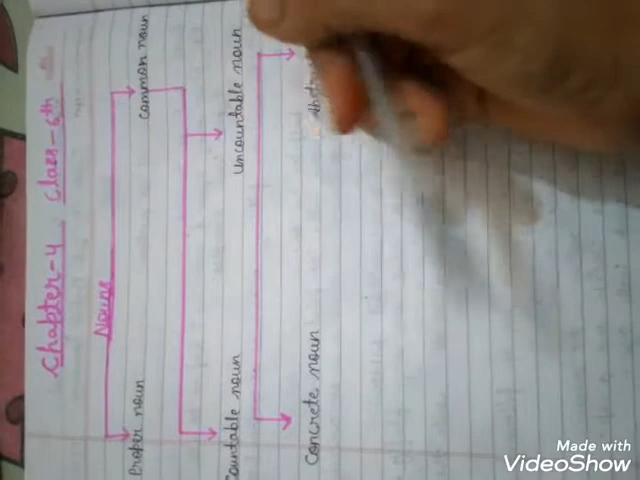 Chapter-4 Class-6th
Nouns
Proper noun common noun
Countable noun Uncountable noun
Concrete noun
Made with
VideoShow